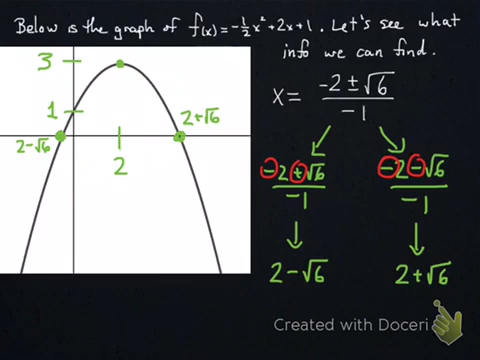 Below is the graph of f(x)=-½x²+2x+1. Let's see what
info we can find.
3
1
2-√6
2+√6
2
X= (-2±√6)/(-1)
(-2+√6)/(-1)
(-2-√6)/(-1)
2-√6
2+√6
Created with Doceri